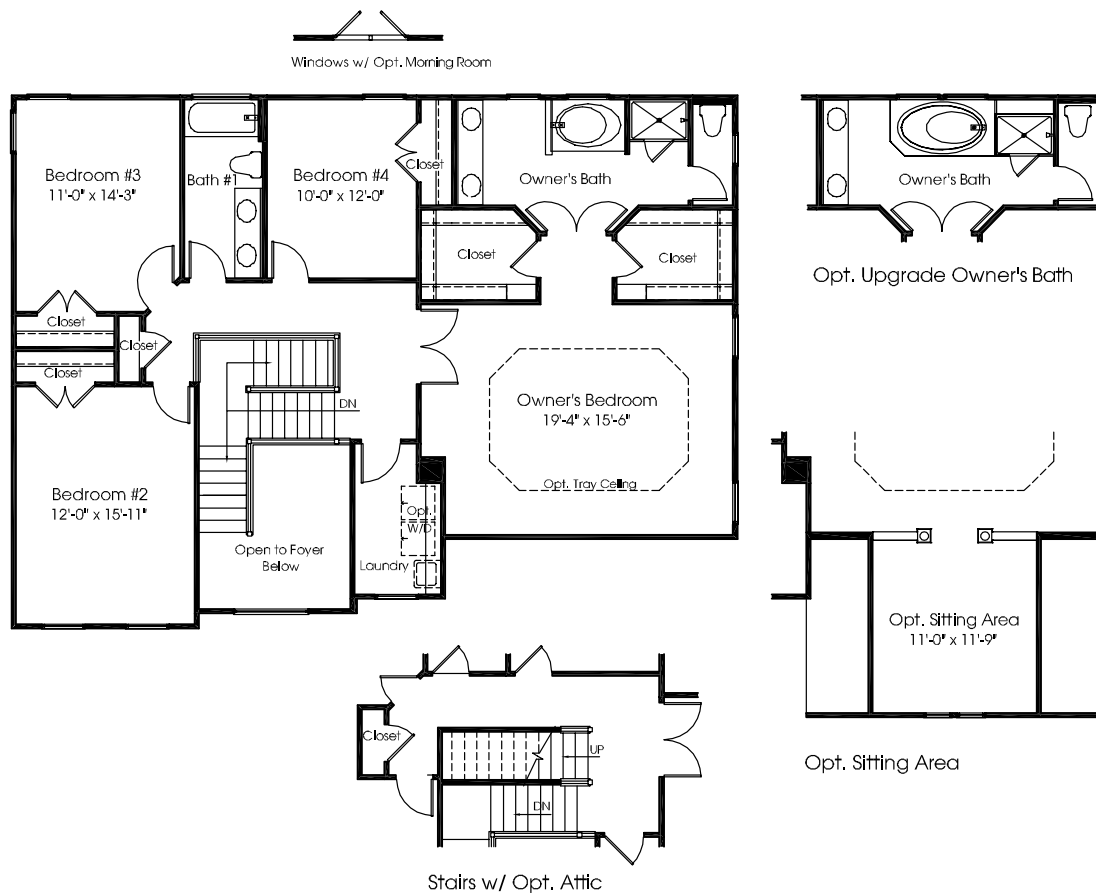 Windows w/ Opt. Morning Room
Bedroom #3
11'-0" x 14'-3"
Bath #1
Bedroom #4
10'-0" x 12'-0"
Closet
Owner's Bath
Closet
Closet
Owner's Bath
Opt. Upgrade Owner's Bath
Closet
Closet
Closet
DN
Owner's Bedroom
19'-4" x 15'-6"
Opt. Tray Ceiling
Bedroom #2
12'-0" x 15'-11"
Open to Foyer
Below
Opt.
W/D
Laundry
Opt. Sitting Area
11'-0" x 11'-9"
Opt. Sitting Area
Closet
UP
DN
Stairs w/ Opt. Attic